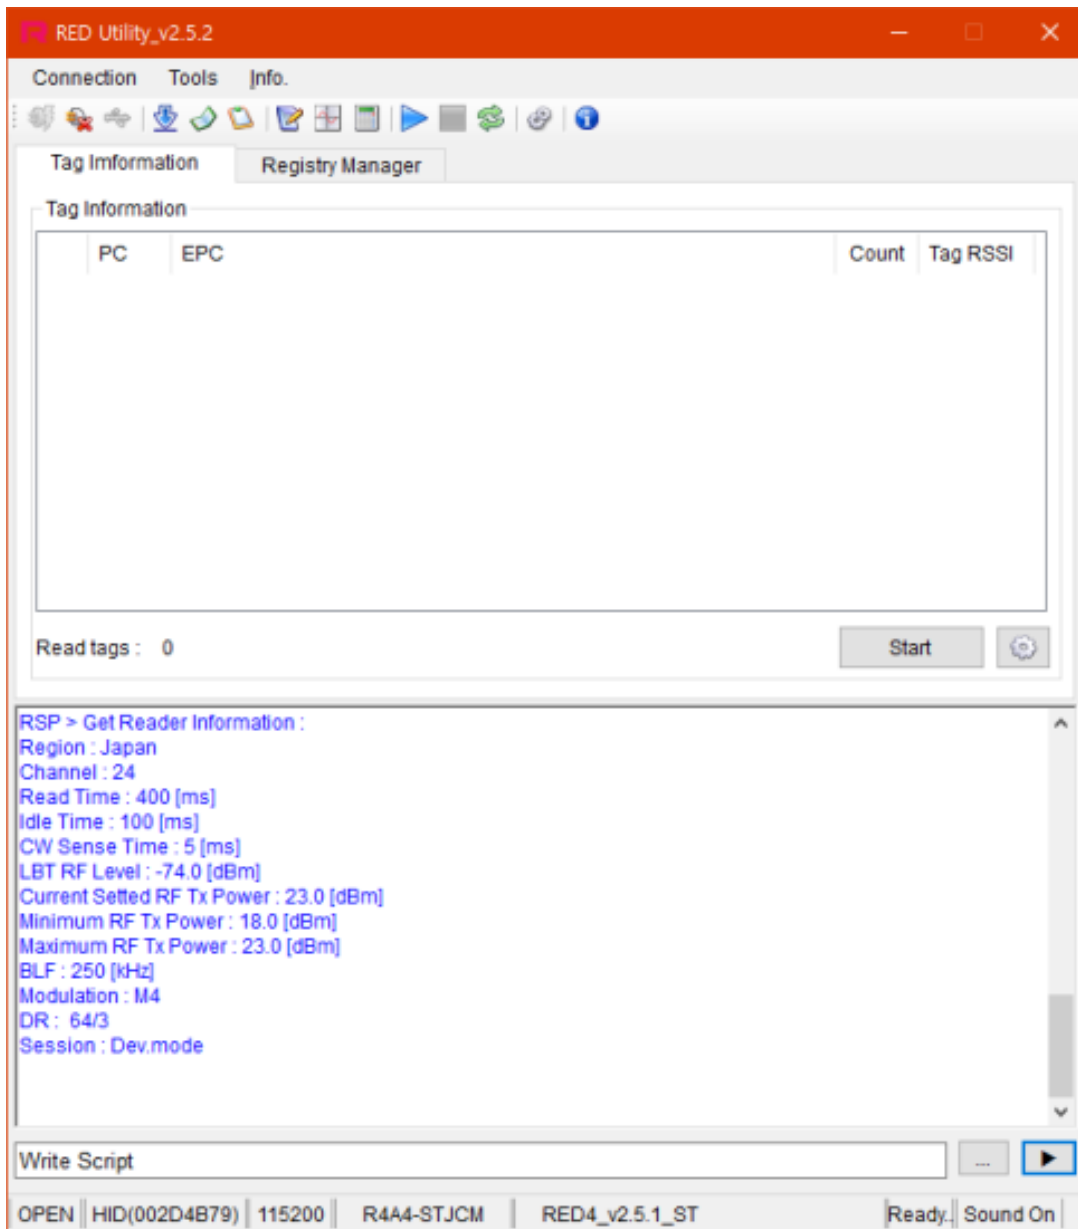 RED Utility_v2.5.2
Connection Tools Info.
Tag Imformation Registry Manager
Tag Information
PC EPC Count Tag RSSI
Read tags : 0 Start
RSP > Get Reader Information :
Region : Japan
Channel : 24
Read Time : 400 [ms]
Idle Time : 100 [ms]
CW Sense Time : 5 [ms]
LBT RF Level : -74.0 [dBm]
Current Setted RF Tx Power : 23.0 [dBm]
Minimum RF Tx Power : 18.0 [dBm]
Maximum RF Tx Power : 23.0 [dBm]
BLF : 250 [kHz]
Modulation : M4
DR : 64/3
Session : Dev.mode
Write Script ...
OPEN HID(002D4B79) 115200 R4A4-STJCM RED4_v2.5.1_ST Ready.. Sound On